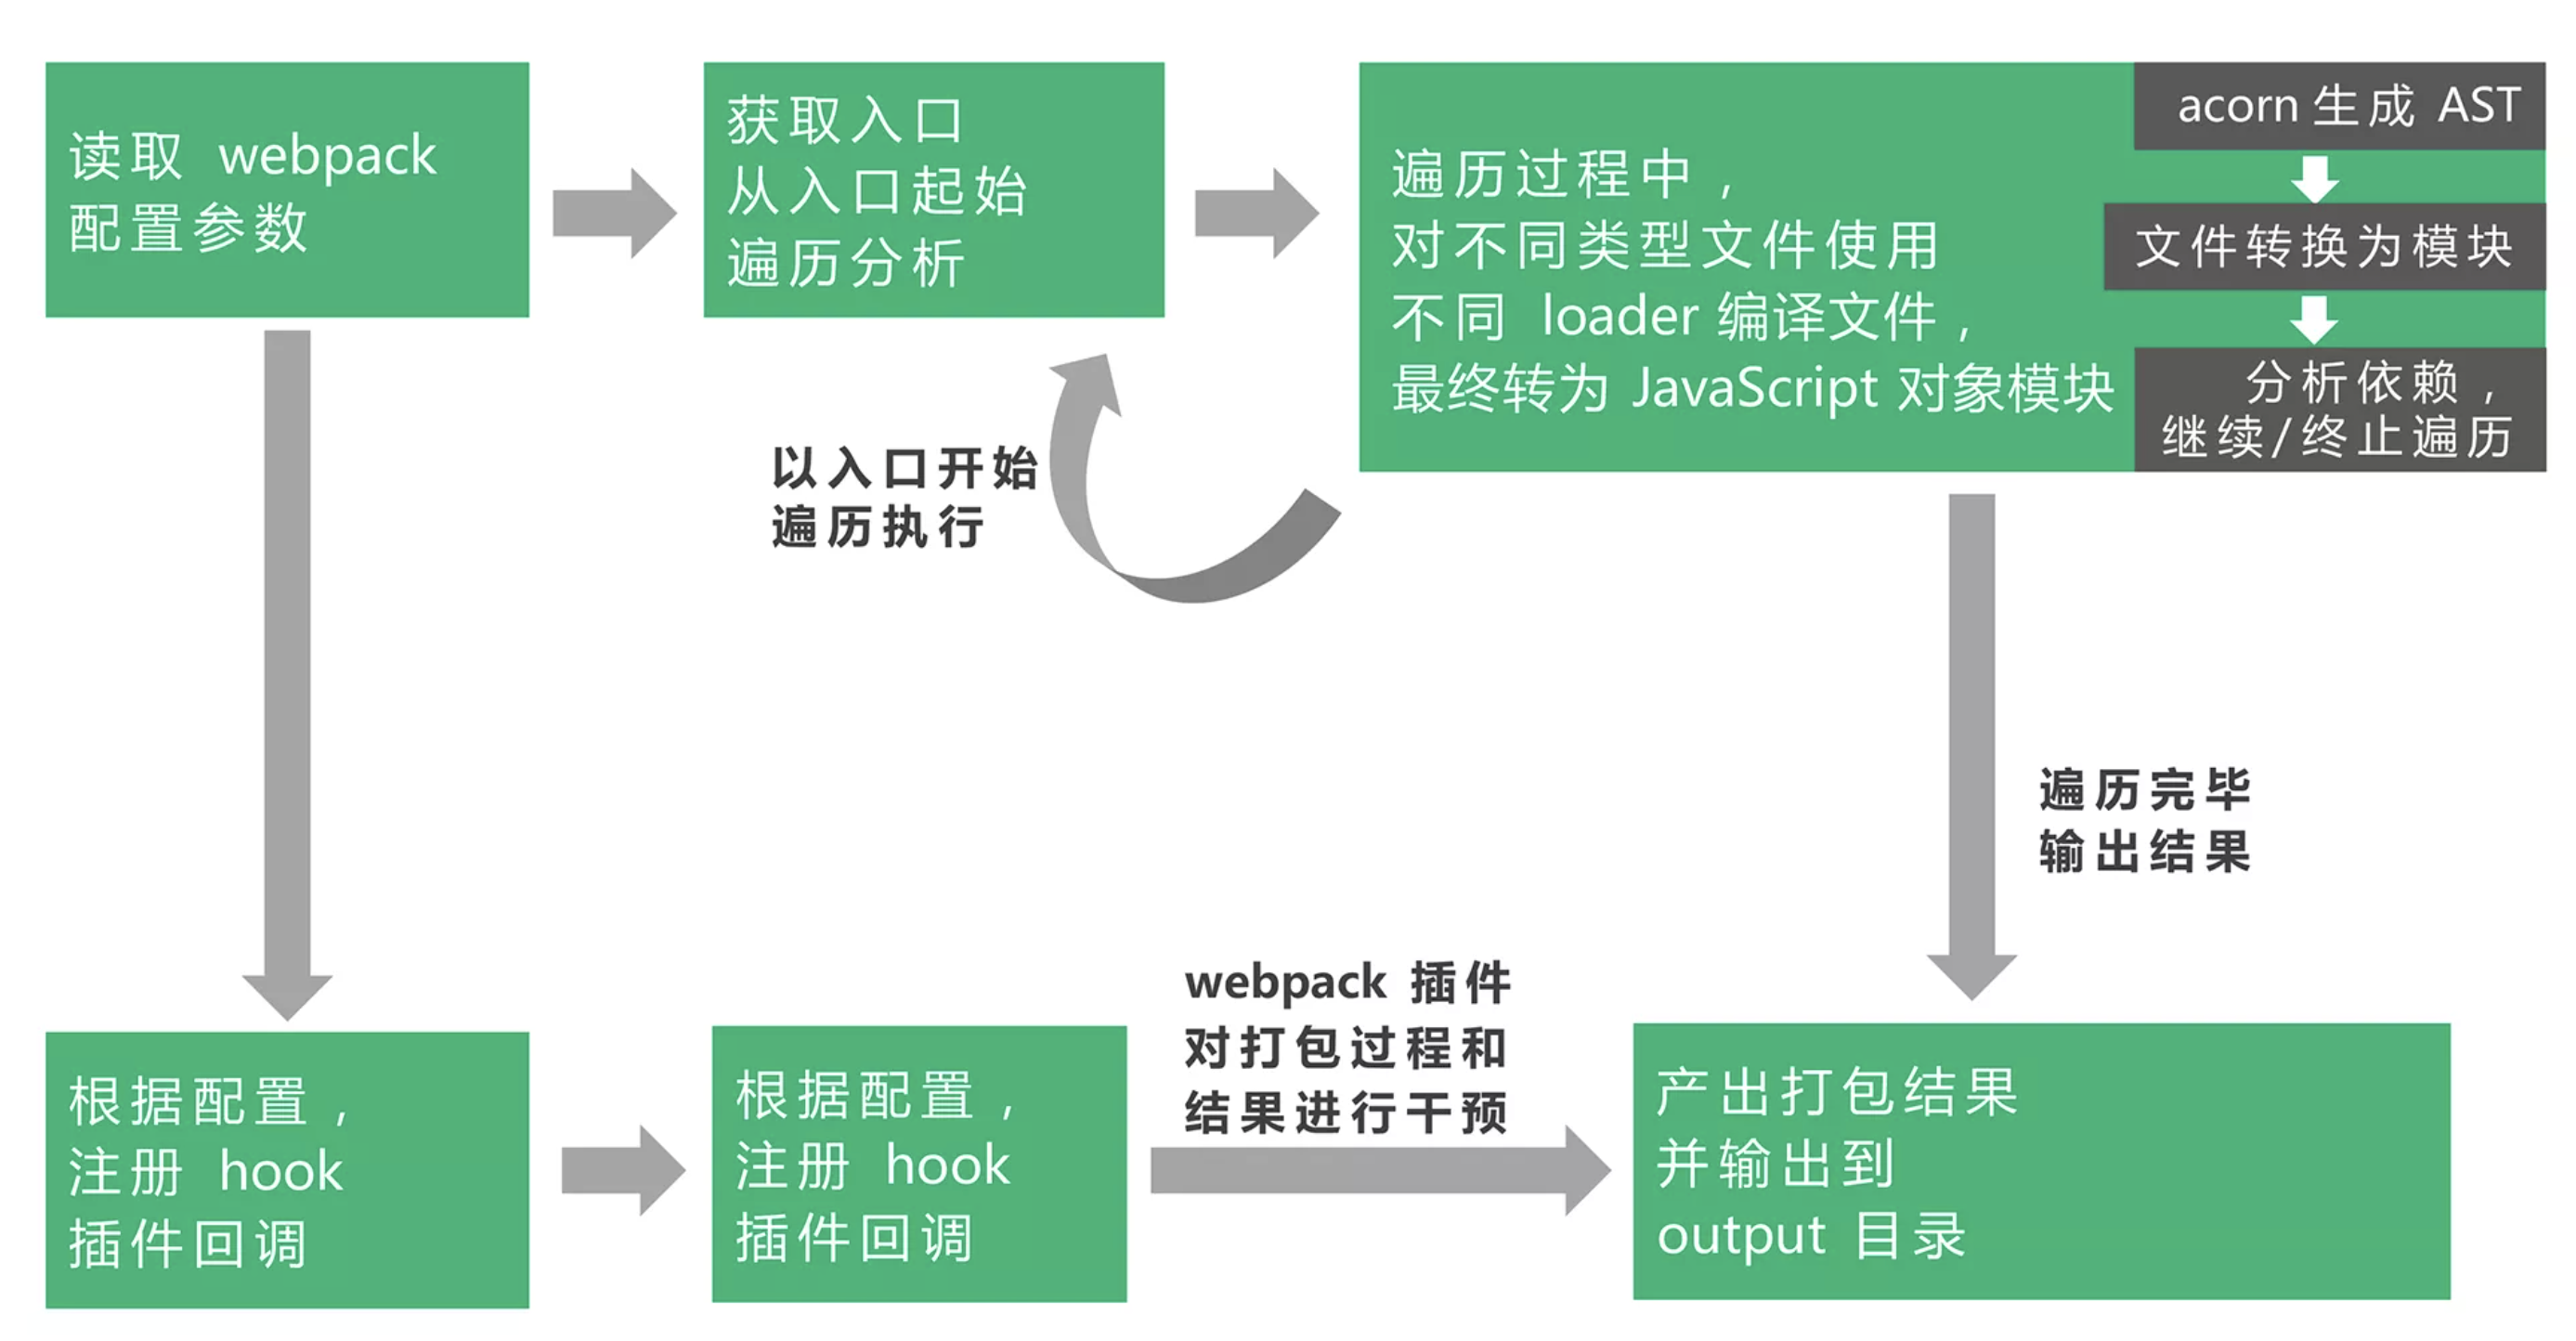 读取 webpack
配置参数
获取入口
从入口起始
遍历分析
遍历过程中，
对不同类型文件使用
不同 loader 编译文件，
最终转为 JavaScript 对象模块
acorn 生成 AST
文件转换为模块
分析依赖，
继续/终止遍历
以入口开始
遍历执行
遍历完毕
输出结果
根据配置，
注册 hook
插件回调
根据配置，
注册 hook
插件回调
webpack 插件
对打包过程和
结果进行干预
产出打包结果
并输出到
output 目录